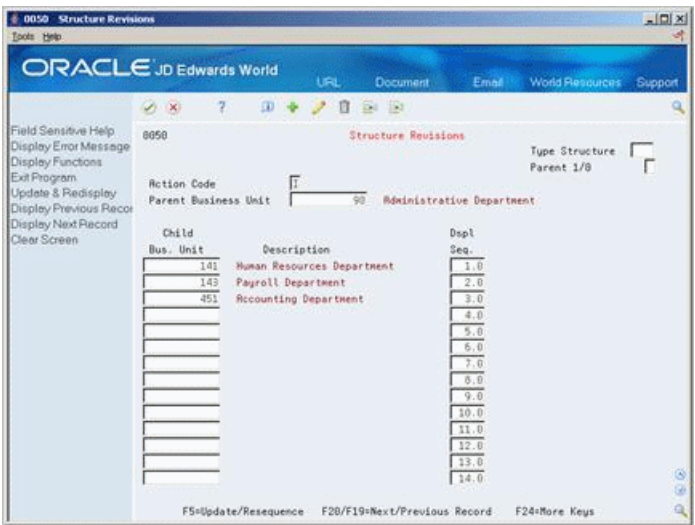 0050 Structure Revisions
Tools Help
ORACLE JD Edwards World
URL Document Email World Resources Support
?
Field Sensitive Help
Display Error Message
Display Functions
Exit Program
Update & Redisplay
Display Previous Recor
Display Next Record
Clear Screen
0050 Structure Revisions
Type Structure
Parent 1/0
Action Code I
Parent Business Unit 90 Administrative Department
Child Dspl
Bus. Unit Description Seq.
141 Human Resources Department 1.0
143 Payroll Department 2.0
451 Accounting Department 3.0
4.0
5.0
6.0
7.0
8.0
9.0
10.0
11.0
12.0
13.0
14.0
F5=Update/Resequence F20/F19=Next/Previous Record F24=More Keys